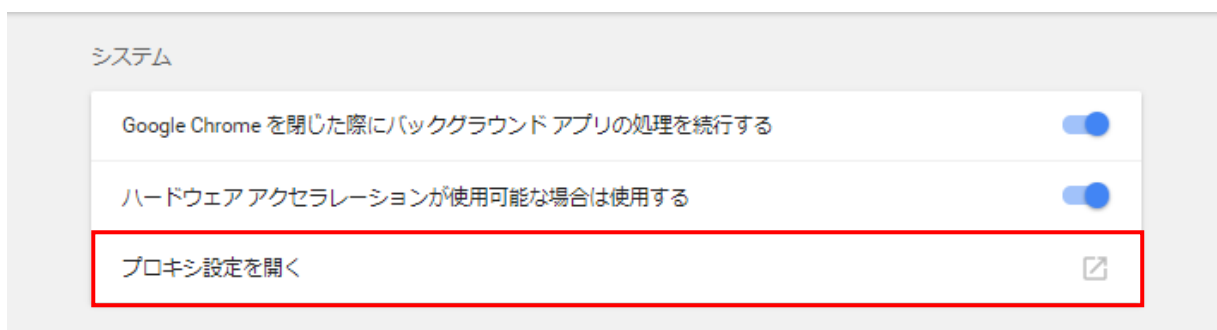 システム
Google Chrome を閉じた際にバックグラウンド アプリの処理を続行する
ハードウェア アクセラレーションが使用可能な場合は使用する
プロキシ設定を開く